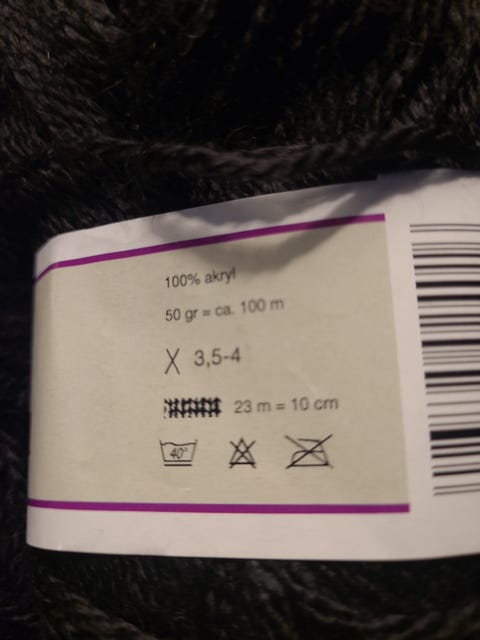 100% akryl
50 gr = ca. 100 m
3,5-4
23 m = 10 cm
40°